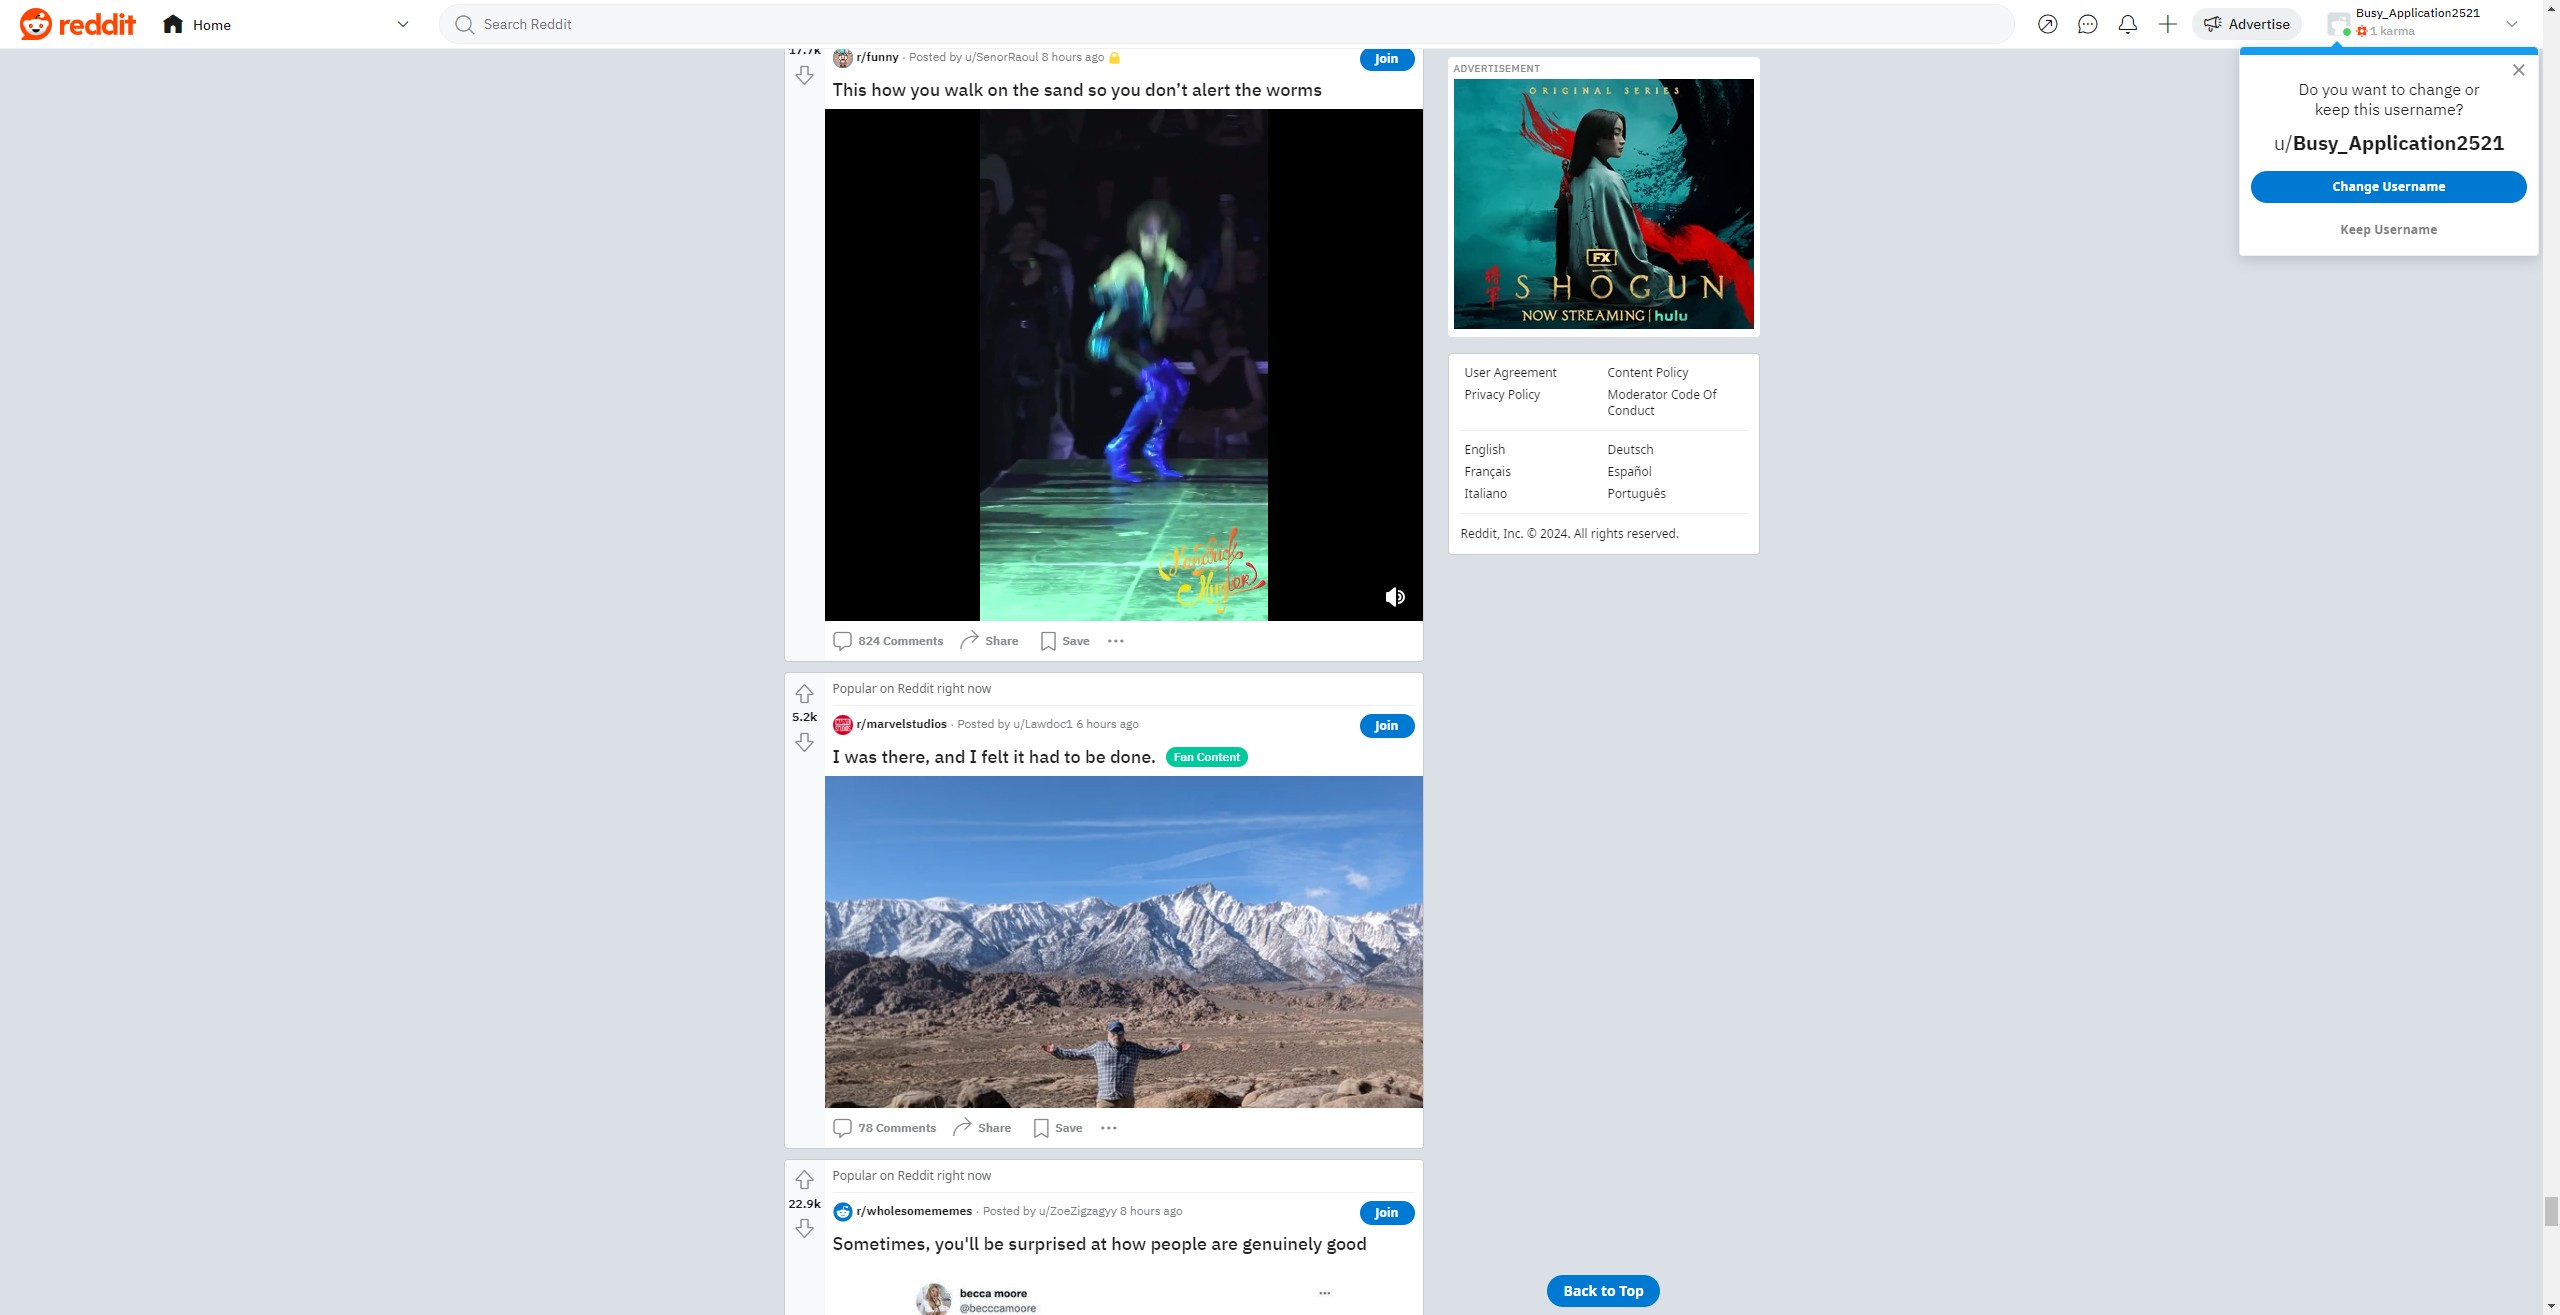 reddit
Home
Search Reddit
Advertise
Busy_Application2521
1 karma
Do you want to change or
keep this username?
u/Busy_Application2521
Change Username
Keep Username
17.7k
r/funny · Posted by u/SenorRaoul 8 hours ago
Join
This how you walk on the sand so you don’t alert the worms
824 Comments
Share
Save
Popular on Reddit right now
5.2k
r/marvelstudios · Posted by u/Lawdoc1 6 hours ago
Join
I was there, and I felt it had to be done.
Fan Content
78 Comments
Share
Save
Popular on Reddit right now
22.9k
r/wholesomememes · Posted by u/ZoeZigzagyy 8 hours ago
Join
Sometimes, you'll be surprised at how people are genuinely good
becca moore
@becccamoore
ADVERTISEMENT
ORIGINAL SERIES
FX
将軍
SHŌGUN
NOW STREAMING | hulu
User Agreement
Content Policy
Privacy Policy
Moderator Code Of
Conduct
English
Deutsch
Français
Español
Italiano
Português
Reddit, Inc. © 2024. All rights reserved.
Back to Top